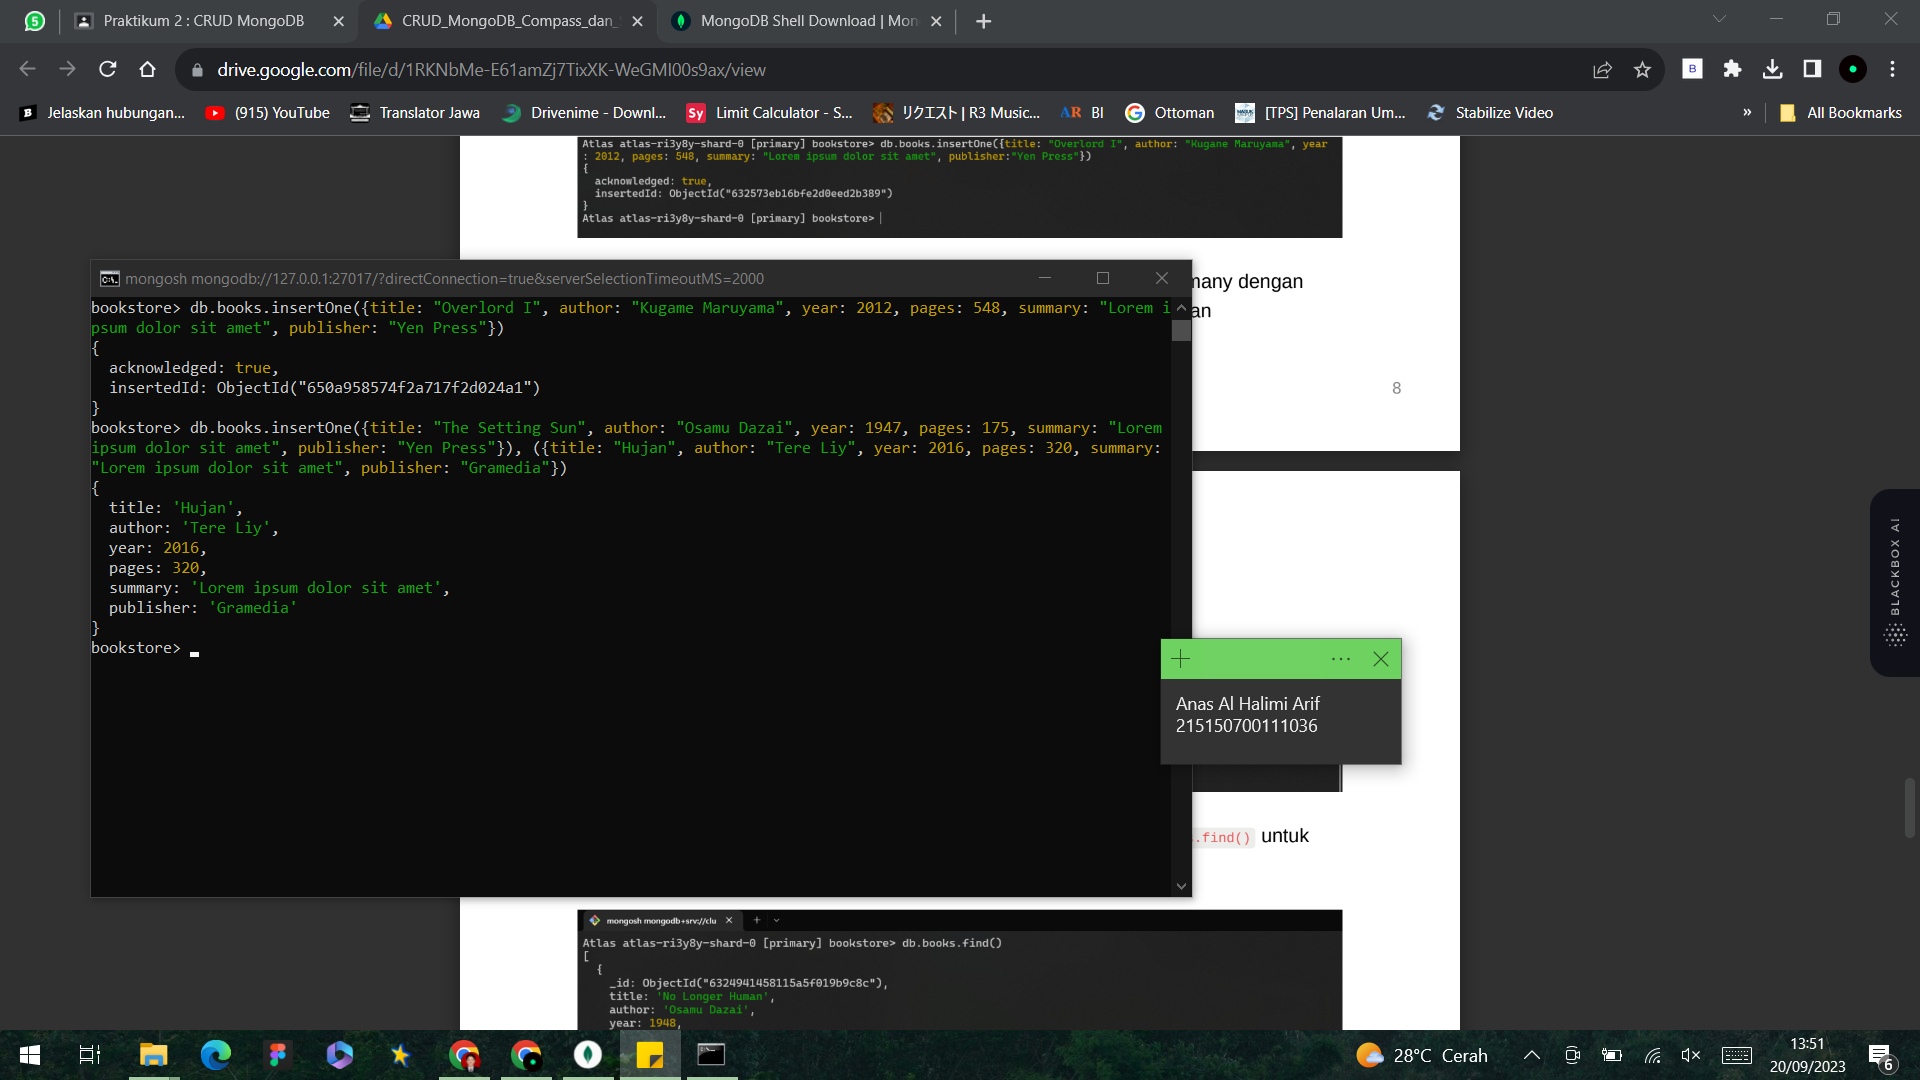 Praktikum 2 : CRUD MongoDB
CRUD_MongoDB_Compass_dan_
MongoDB Shell Download | Mon
drive.google.com/file/d/1RKNbMe-E61amZj7TixXK-WeGMI00s9ax/view
Jelaskan hubungan...
(915) YouTube
Translator Jawa
Drivenime - Downl...
Limit Calculator - S...
リクエスト | R3 Music...
BI
Ottoman
[TPS] Penalaran Um...
Stabilize Video
»
All Bookmarks
Atlas atlas-ri3y8y-shard-0 [primary] bookstore> db.books.insertOne({title: "Overlord I", author: "Kugane Maruyama", year
: 2012, pages: 548, summary: "Lorem ipsum dolor sit amet", publisher:"Yen Press"})
{
acknowledged: true,
insertedId: ObjectId("632573eb16bfe2d0eed2b389")
}
Atlas atlas-ri3y8y-shard-0 [primary] bookstore>
many dengan
an
8
mongosh mongodb://127.0.0.1:27017/?directConnection=true&serverSelectionTimeoutMS=2000
bookstore> db.books.insertOne({title: "Overlord I", author: "Kugame Maruyama", year: 2012, pages: 548, summary: "Lorem i
psum dolor sit amet", publisher: "Yen Press"})
{
acknowledged: true,
insertedId: ObjectId("650a958574f2a717f2d024a1")
}
bookstore> db.books.insertOne({title: "The Setting Sun", author: "Osamu Dazai", year: 1947, pages: 175, summary: "Lorem
ipsum dolor sit amet", publisher: "Yen Press"}), ({title: "Hujan", author: "Tere Liy", year: 2016, pages: 320, summary:
"Lorem ipsum dolor sit amet", publisher: "Gramedia"})
{
title: 'Hujan',
author: 'Tere Liy',
year: 2016,
pages: 320,
summary: 'Lorem ipsum dolor sit amet',
publisher: 'Gramedia'
}
bookstore>
BLACKBOX AI
Anas Al Halimi Arif
215150700111036
.find() untuk
mongosh mongodb+srv://clu
Atlas atlas-ri3y8y-shard-0 [primary] bookstore> db.books.find()
[
{
_id: ObjectId("6324941458115a5f019b9c8c"),
title: 'No Longer Human',
author: 'Osamu Dazai',
year: 1948,
28°C Cerah
13:51
20/09/2023
6